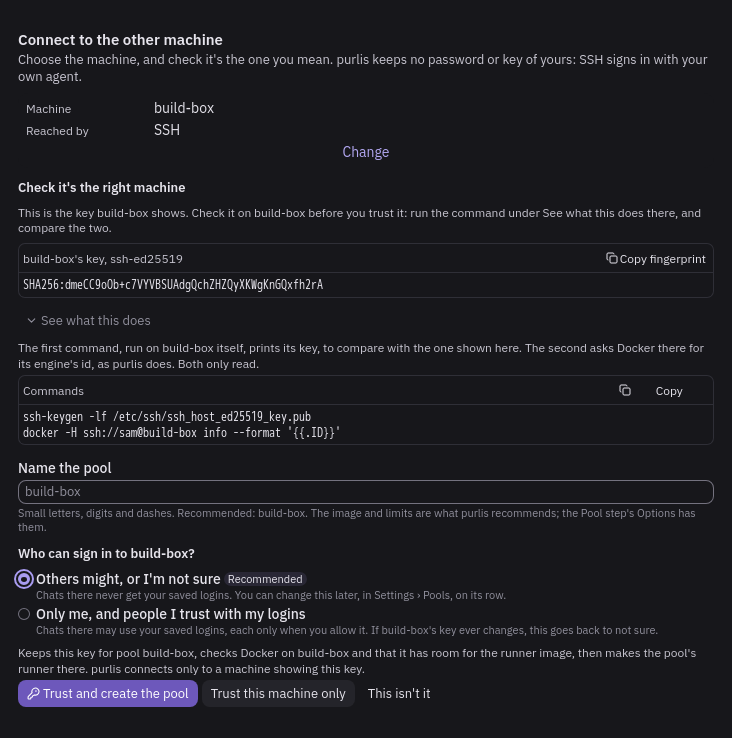 Connect to the other machine
Choose the machine, and check it's the one you mean. purlis keeps no password or key of yours: SSH signs in with your
own agent.
Machine build-box
Reached by SSH
Change
Check it's the right machine
This is the key build-box shows. Check it on build-box before you trust it: run the command under See what this does there, and
compare the two.
build-box's key, ssh-ed25519 Copy fingerprint
SHA256:dmeCC9oOb+c7VYVBSUAdgQchZHZQyXKWgKnGQxfh2rA
See what this does
The first command, run on build-box itself, prints its key, to compare with the one shown here. The second asks Docker there for
its engine's id, as purlis does. Both only read.
Commands Copy
ssh-keygen -lf /etc/ssh/ssh_host_ed25519_key.pub
docker -H ssh://sam@build-box info --format '{{.ID}}'
Name the pool
build-box
Small letters, digits and dashes. Recommended: build-box. The image and limits are what purlis recommends; the Pool step's Options has
them.
Who can sign in to build-box?
Others might, or I'm not sure Recommended
Chats there never get your saved logins. You can change this later, in Settings › Pools, on its row.
Only me, and people I trust with my logins
Chats there may use your saved logins, each only when you allow it. If build-box's key ever changes, this goes back to not sure.
Keeps this key for pool build-box, checks Docker on build-box and that it has room for the runner image, then makes the pool's
runner there. purlis connects only to a machine showing this key.
Trust and create the pool Trust this machine only This isn't it